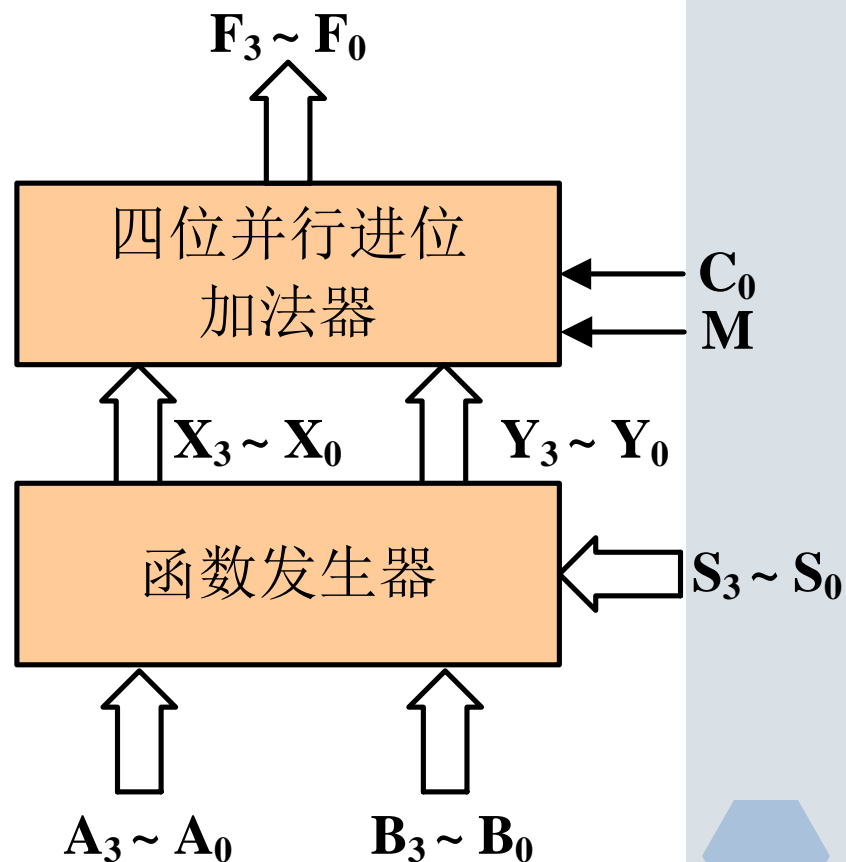 F₃ ~ F₀
四位并行进位
加法器
C₀
M
X₃ ~ X₀
Y₃ ~ Y₀
函数发生器
S₃ ~ S₀
A₃ ~ A₀
B₃ ~ B₀